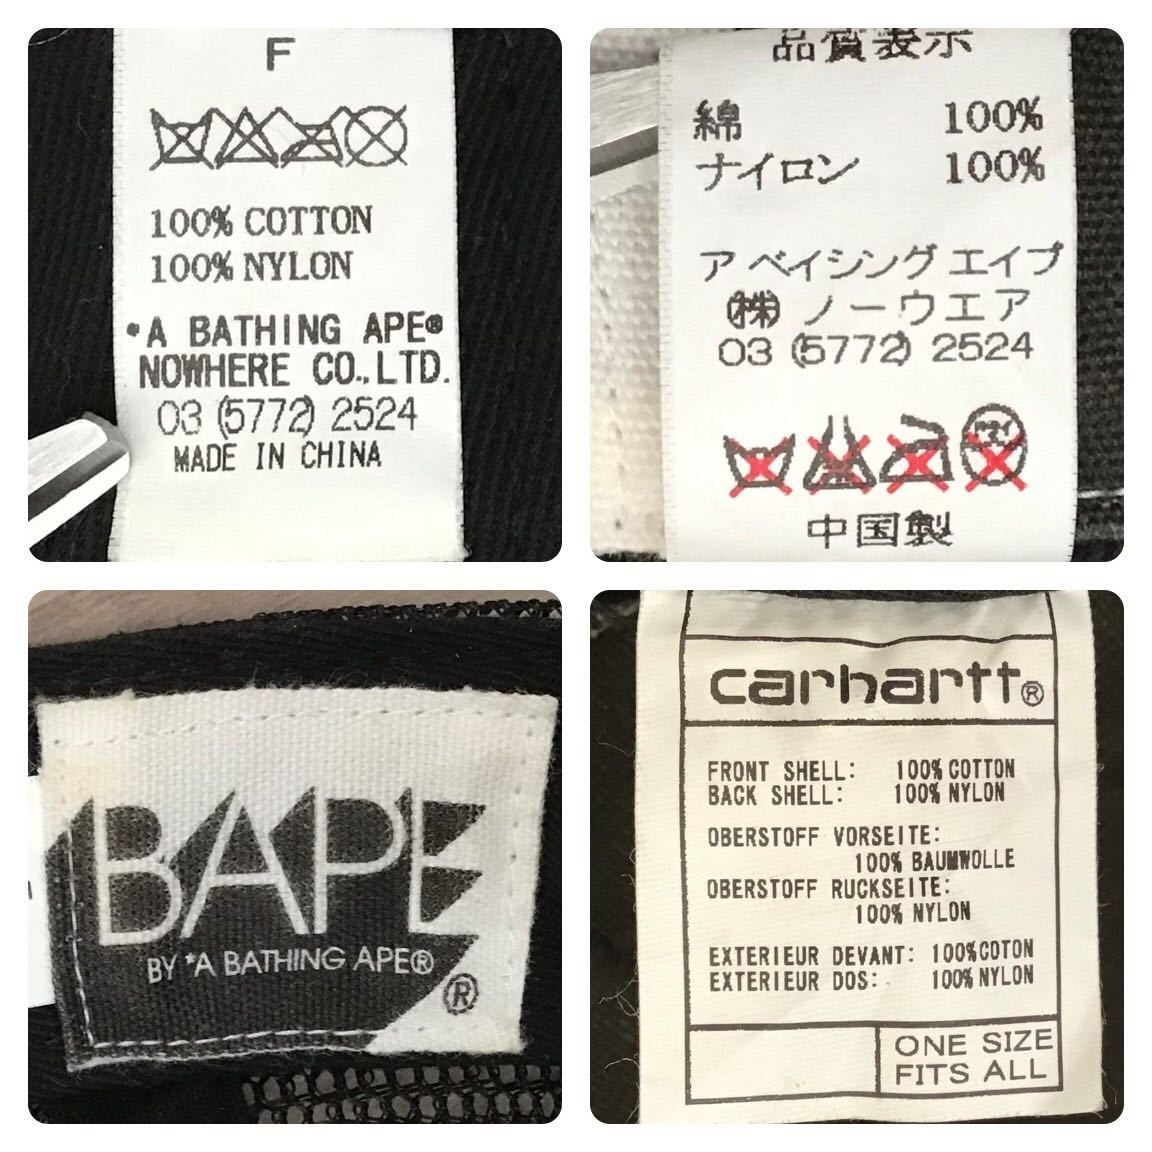 F
100% COTTON
100% NYLON
*A BATHING APE®
NOWHERE CO.,LTD.
03 (5772) 2524
MADE IN CHINA
品質表示
綿 100%
ナイロン 100%
ア ベイシング エイプ
(株) ノーウエア
03 (5772) 2524
ドライ
中国製
BAPE
BY *A BATHING APE®
®
carhartt®
FRONT SHELL: 100% COTTON
BACK SHELL: 100% NYLON
OBERSTOFF VORSEITE:
100% BAUMWOLLE
OBERSTOFF RUCKSEITE:
100% NYLON
EXTERIEUR DEVANT: 100%COTON
EXTERIEUR DOS: 100% NYLON
ONE SIZE
FITS ALL